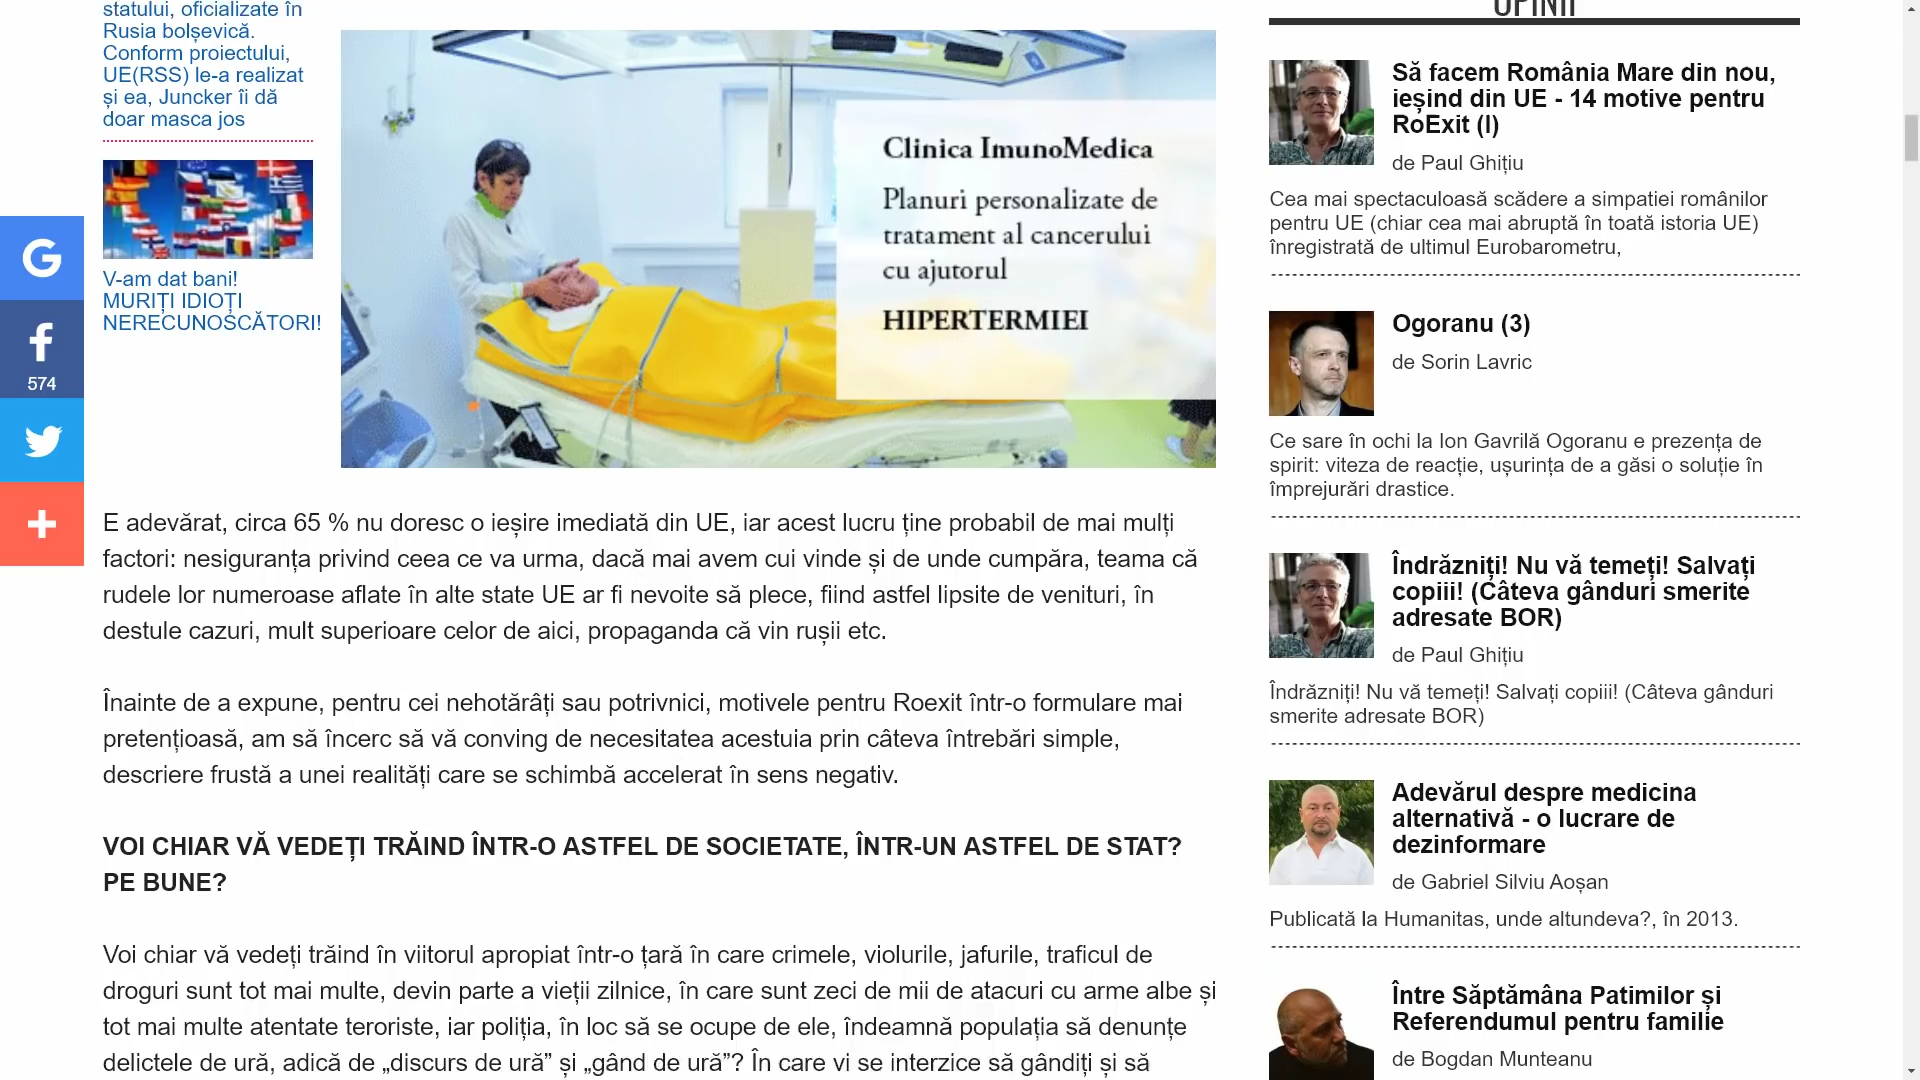 statului, oficializate în
Rusia bolșevică.
Conform proiectului,
UE(RSS) le-a realizat
și ea, Juncker îi dă
doar masca jos
V-am dat bani!
MURIȚI IDIOȚI
NERECUNOSCĂTORI!
574
Clinica ImunoMedica
Planuri personalizate de
tratament al cancerului
cu ajutorul
HIPERTERMIEI
E adevărat, circa 65 % nu doresc o ieșire imediată din UE, iar acest lucru ține probabil de mai mulți
factori: nesiguranța privind ceea ce va urma, dacă mai avem cui vinde și de unde cumpăra, teama că
rudele lor numeroase aflate în alte state UE ar fi nevoite să plece, fiind astfel lipsite de venituri, în
destule cazuri, mult superioare celor de aici, propaganda că vin rușii etc.
Înainte de a expune, pentru cei nehotărâți sau potrivnici, motivele pentru Roexit într-o formulare mai
pretențioasă, am să încerc să vă conving de necesitatea acestuia prin câteva întrebări simple,
descriere frustă a unei realități care se schimbă accelerat în sens negativ.
VOI CHIAR VĂ VEDEȚI TRĂIND ÎNTR-O ASTFEL DE SOCIETATE, ÎNTR-UN ASTFEL DE STAT?
PE BUNE?
Voi chiar vă vedeți trăind în viitorul apropiat într-o țară în care crimele, violurile, jafurile, traficul de
droguri sunt tot mai multe, devin parte a vieții zilnice, în care sunt zeci de mii de atacuri cu arme albe și
tot mai multe atentate teroriste, iar poliția, în loc să se ocupe de ele, îndeamnă populația să denunțe
delictele de ură, adică de „discurs de ură” și „gând de ură”? În care vi se interzice să gândiți și să
OPINII
Să facem România Mare din nou,
ieșind din UE - 14 motive pentru
RoExit (I)
de Paul Ghițiu
Cea mai spectaculoasă scădere a simpatiei românilor
pentru UE (chiar cea mai abruptă în toată istoria UE)
înregistrată de ultimul Eurobarometru,
Ogoranu (3)
de Sorin Lavric
Ce sare în ochi la Ion Gavrilă Ogoranu e prezența de
spirit: viteza de reacție, ușurința de a găsi o soluție în
împrejurări drastice.
Îndrăzniți! Nu vă temeți! Salvați
copiii! (Câteva gânduri smerite
adresate BOR)
de Paul Ghițiu
Îndrăzniți! Nu vă temeți! Salvați copiii! (Câteva gânduri
smerite adresate BOR)
Adevărul despre medicina
alternativă - o lucrare de
dezinformare
de Gabriel Silviu Aoșan
Publicată la Humanitas, unde altundeva?, în 2013.
Între Săptămâna Patimilor și
Referendumul pentru familie
de Bogdan Munteanu